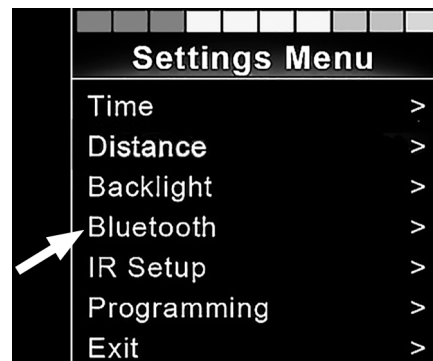 Settings Menu
Time >
Distance >
Backlight >
Bluetooth >
IR Setup >
Programming >
Exit >